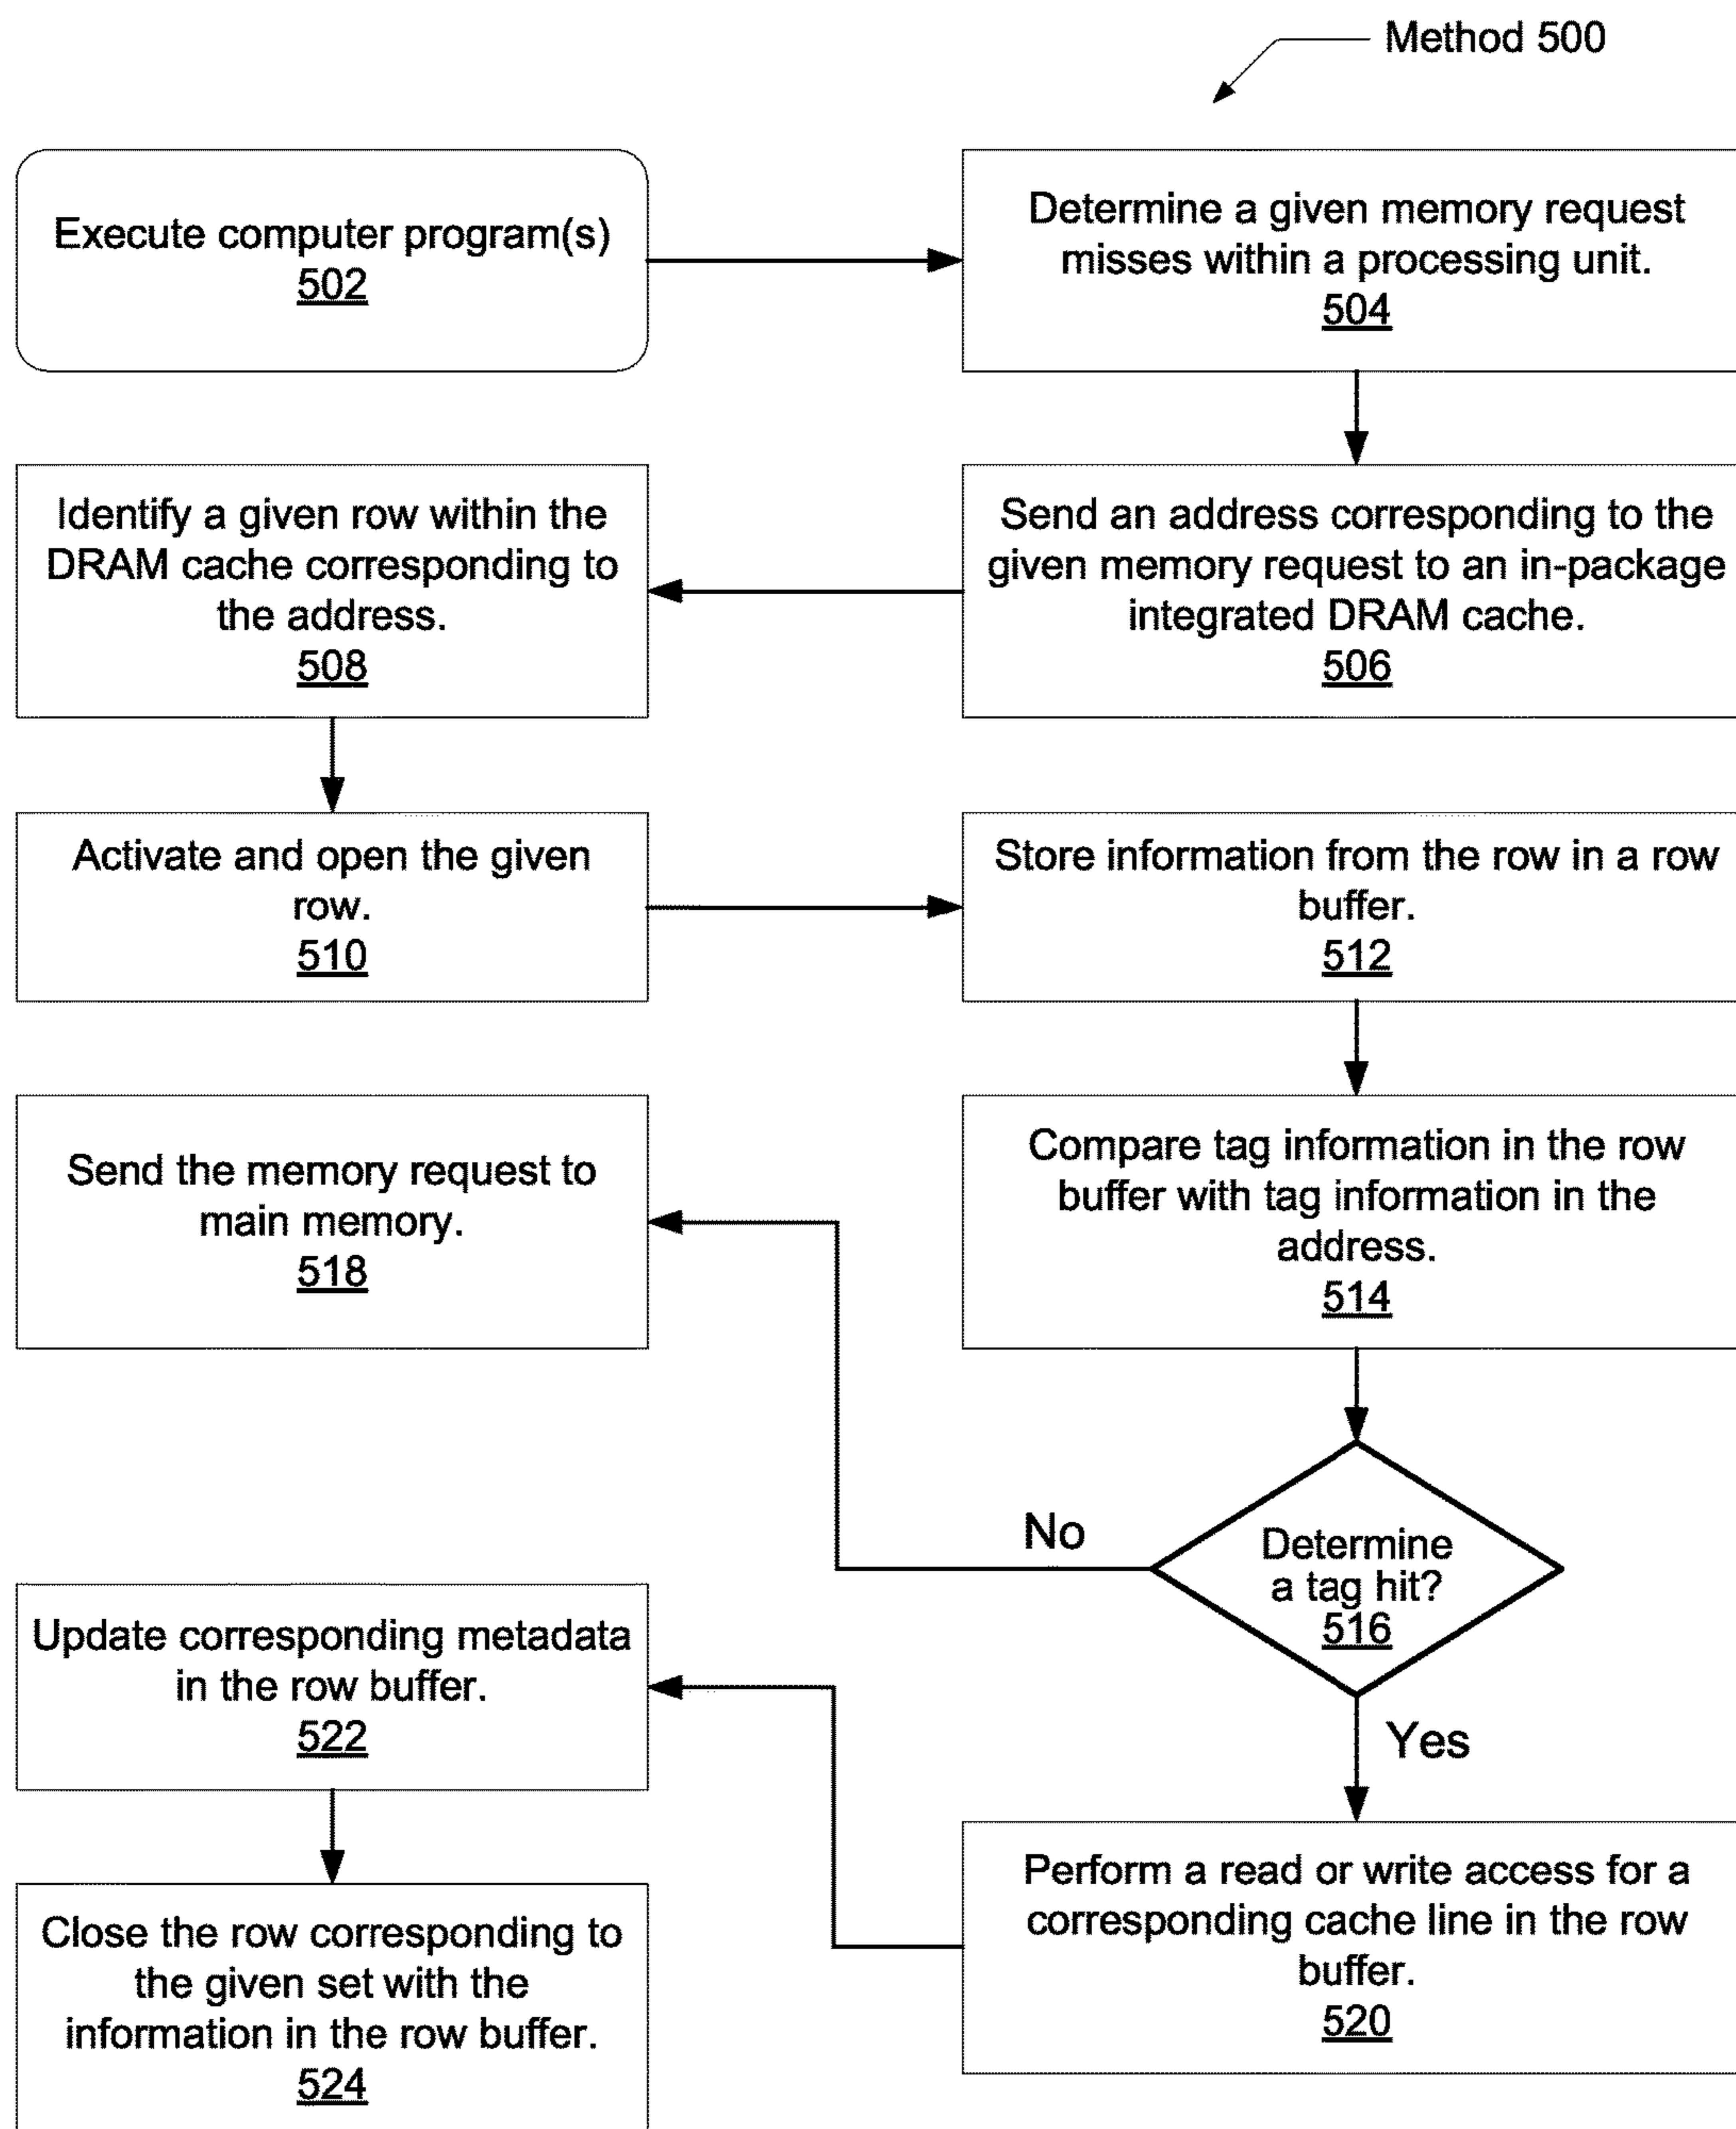 Method 500
Execute computer program(s)
502
Determine a given memory request
misses within a processing unit.
504
Send an address corresponding to the
given memory request to an in-package
integrated DRAM cache.
506
Identify a given row within the
DRAM cache corresponding to
the address.
508
Activate and open the given
row.
510
Store information from the row in a row
buffer.
512
Compare tag information in the row
buffer with tag information in the
address.
514
Determine
a tag hit?
516
No
Send the memory request to
main memory.
518
Yes
Perform a read or write access for a
corresponding cache line in the row
buffer.
520
Update corresponding metadata
in the row buffer.
522
Close the row corresponding to
the given set with the
information in the row buffer.
524